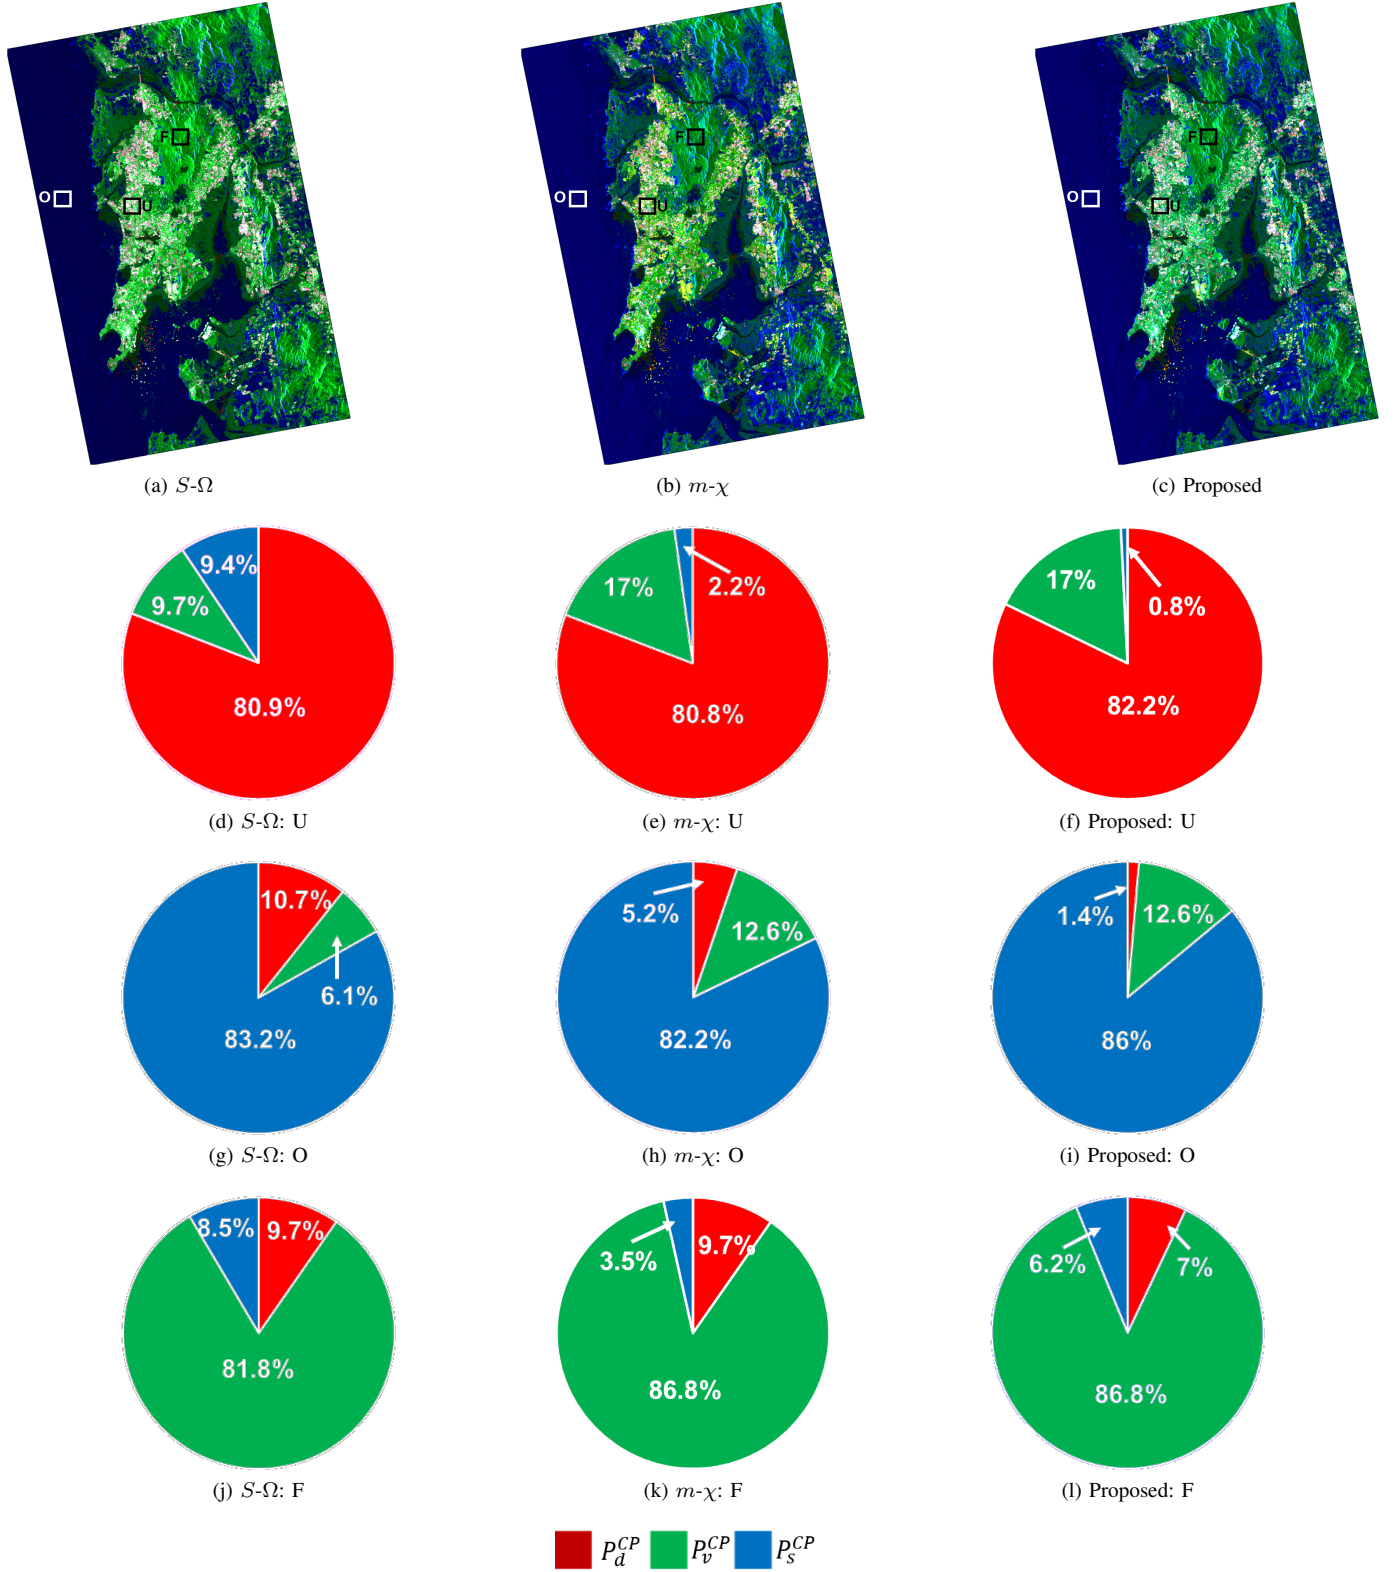 F
O
U
F
O
U
F
O
U
(a) S-Ω
(b) m-χ
(c) Proposed
9.4%
9.7%
80.9%
17%
2.2%
80.8%
17%
0.8%
82.2%
(d) S-Ω: U
(e) m-χ: U
(f) Proposed: U
10.7%
6.1%
83.2%
5.2%
12.6%
82.2%
1.4%
12.6%
86%
(g) S-Ω: O
(h) m-χ: O
(i) Proposed: O
8.5%
9.7%
81.8%
3.5%
9.7%
86.8%
6.2%
7%
86.8%
(j) S-Ω: F
(k) m-χ: F
(l) Proposed: F
P_d^{CP} P_v^{CP} P_s^{CP}